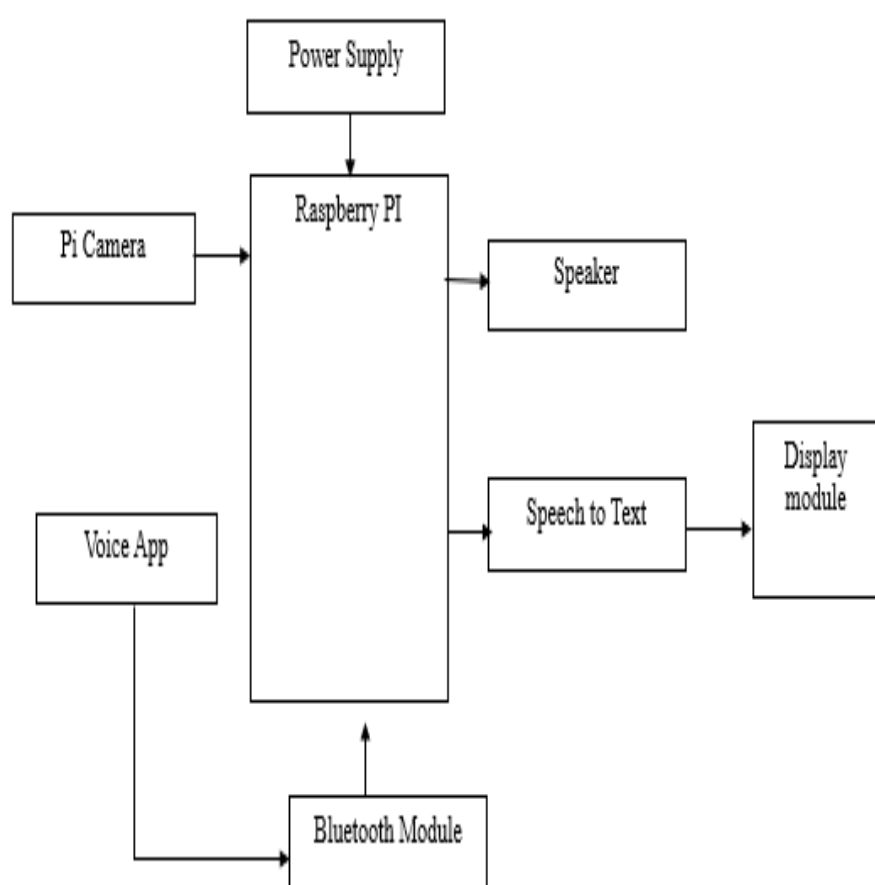 Power Supply
Raspberry PI
Pi Camera
Speaker
Display
module
Speech to Text
Voice App
Bluetooth Module